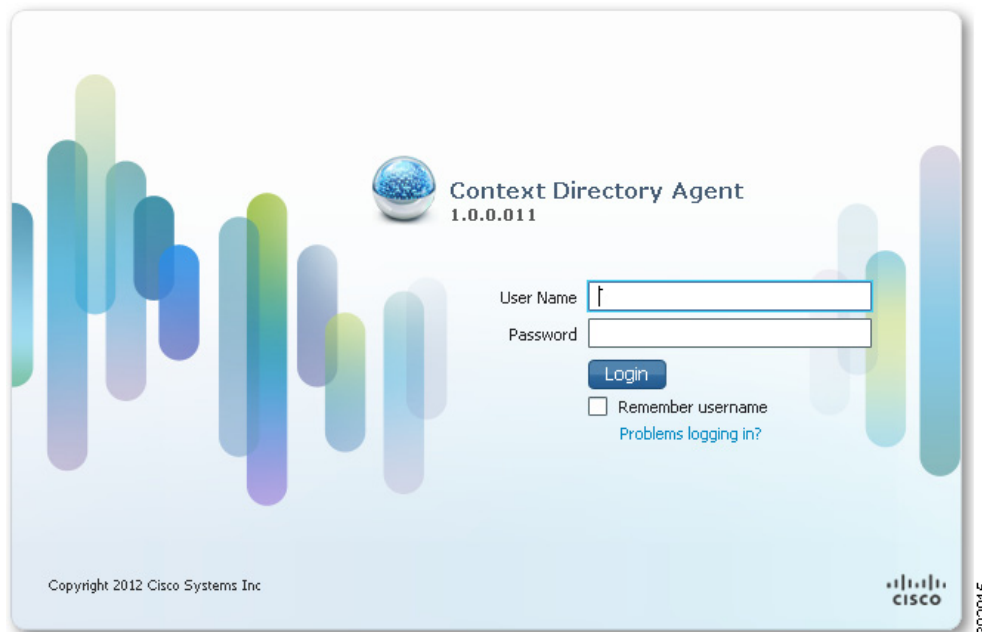 Context Directory Agent
1.0.0.011
User Name
Password
Login
Remember username
Problems logging in?
Copyright 2012 Cisco Systems Inc
CISCO